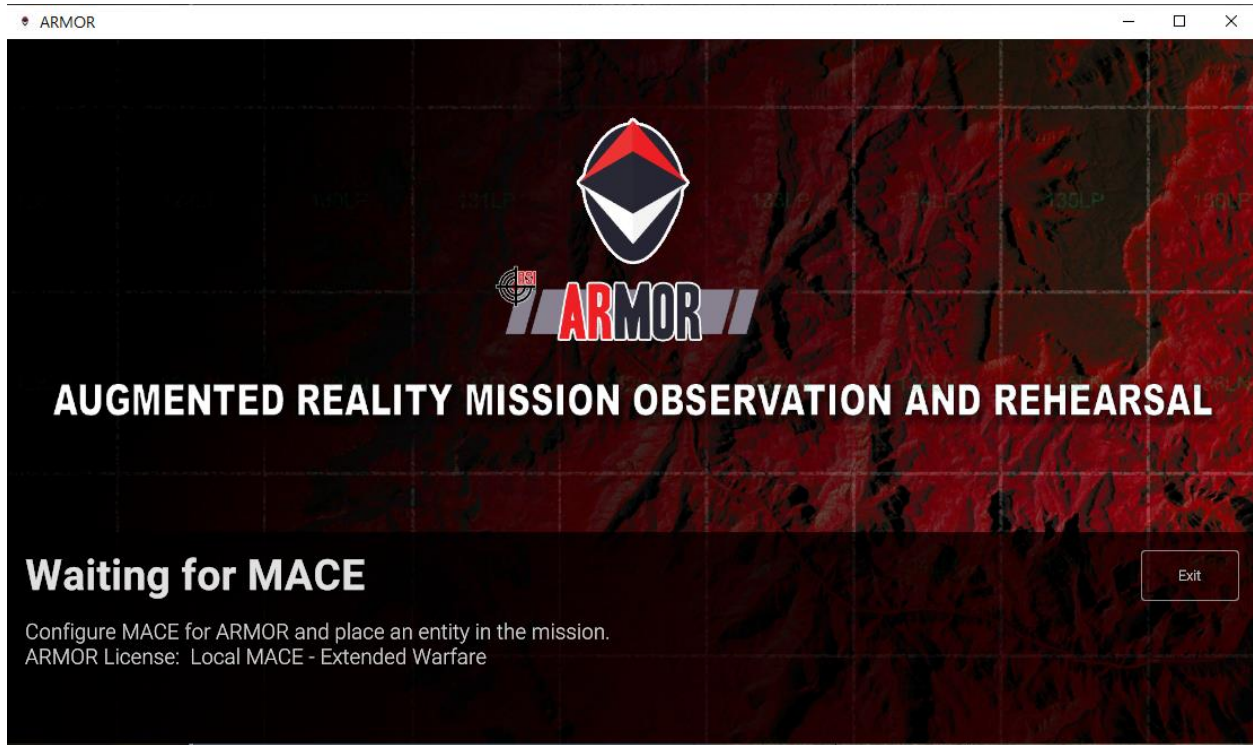 ARMOR
RSI
ARMOR
AUGMENTED REALITY MISSION OBSERVATION AND REHEARSAL
Waiting for MACE
Exit
Configure MACE for ARMOR and place an entity in the mission.
ARMOR License: Local MACE - Extended Warfare